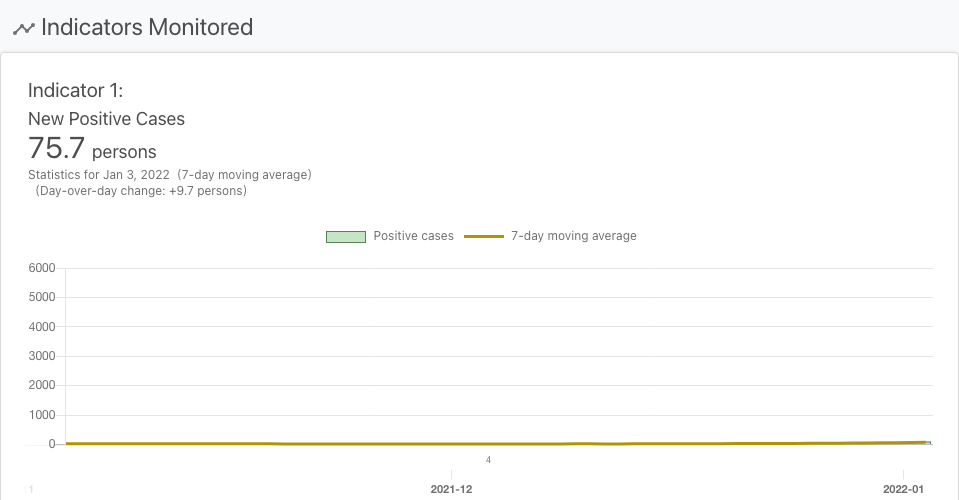 Indicators Monitored
Indicator 1:
New Positive Cases
75.7 persons
Statistics for Jan 3, 2022 (7-day moving average)
(Day-over-day change: +9.7 persons)
Positive cases 7-day moving average
6000
5000
4000
3000
2000
1000
0
4
1 2021-12 2022-01